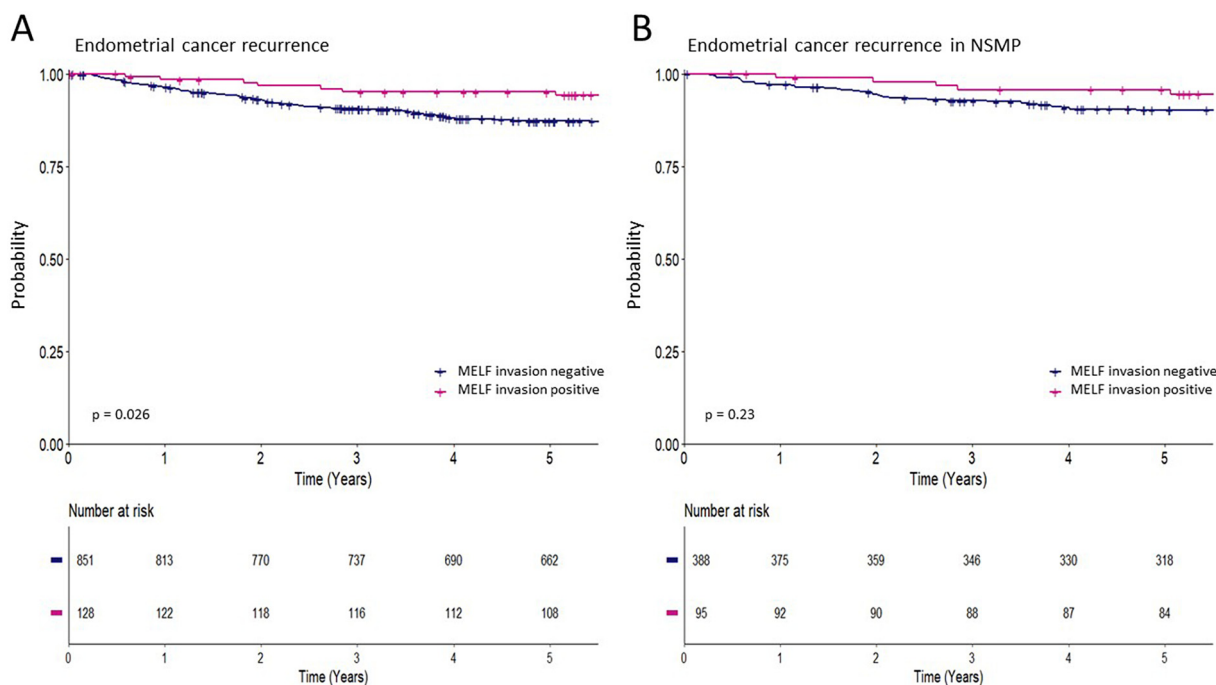 A
Endometrial cancer recurrence
1.00
0.75
0.50
0.25
0.00
Probability
MELF invasion negative
MELF invasion positive
p = 0.026
0 1 2 3 4 5
Time (Years)
Number at risk
851 813 770 737 690 662
128 122 118 116 112 108
0 1 2 3 4 5
Time (Years)
B
Endometrial cancer recurrence in NSMP
1.00
0.75
0.50
0.25
0.00
Probability
MELF invasion negative
MELF invasion positive
p = 0.23
0 1 2 3 4 5
Time (Years)
Number at risk
388 375 359 346 330 318
95 92 90 88 87 84
0 1 2 3 4 5
Time (Years)